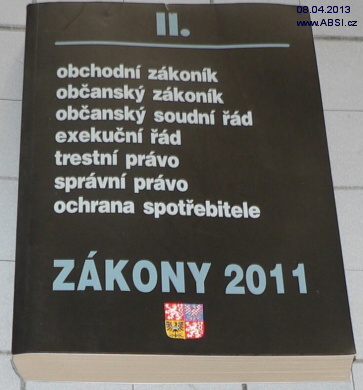 08.04.2013
www.ABSI.cz
II.
obchodní zákoník
občanský zákoník
občanský soudní řád
exekuční řád
trestní právo
správní právo
ochrana spotřebitele
ZÁKONY 2011